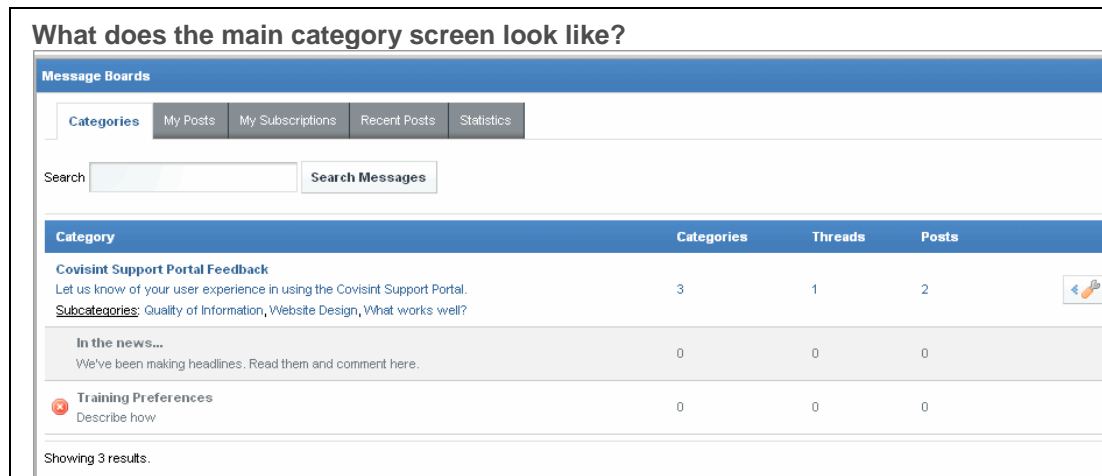 What does the main category screen look like?
Message Boards
Categories My Posts My Subscriptions Recent Posts Statistics
Search Search Messages
Category Categories Threads Posts
Covisint Support Portal Feedback
Let us know of your user experience in using the Covisint Support Portal. 3 1 2
Subcategories: Quality of Information, Website Design, What works well?
In the news...
We've been making headlines. Read them and comment here. 0 0 0
Training Preferences 0 0 0
Describe how
Showing 3 results.